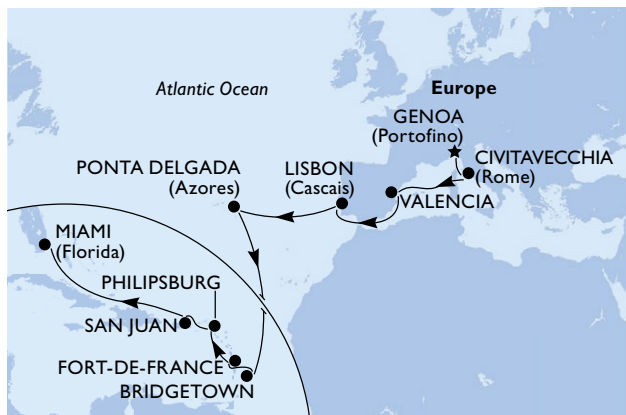 Atlantic Ocean
Europe
GENOA
(Portofino)
CIVITAVECCHIA
(Rome)
PONTA DELGADA
(Azores)
LISBON
(Cascais)
VALENCIA
MIAMI
(Florida)
PHILIPSBURG
SAN JUAN
FORT-DE-FRANCE
BRIDGETOWN